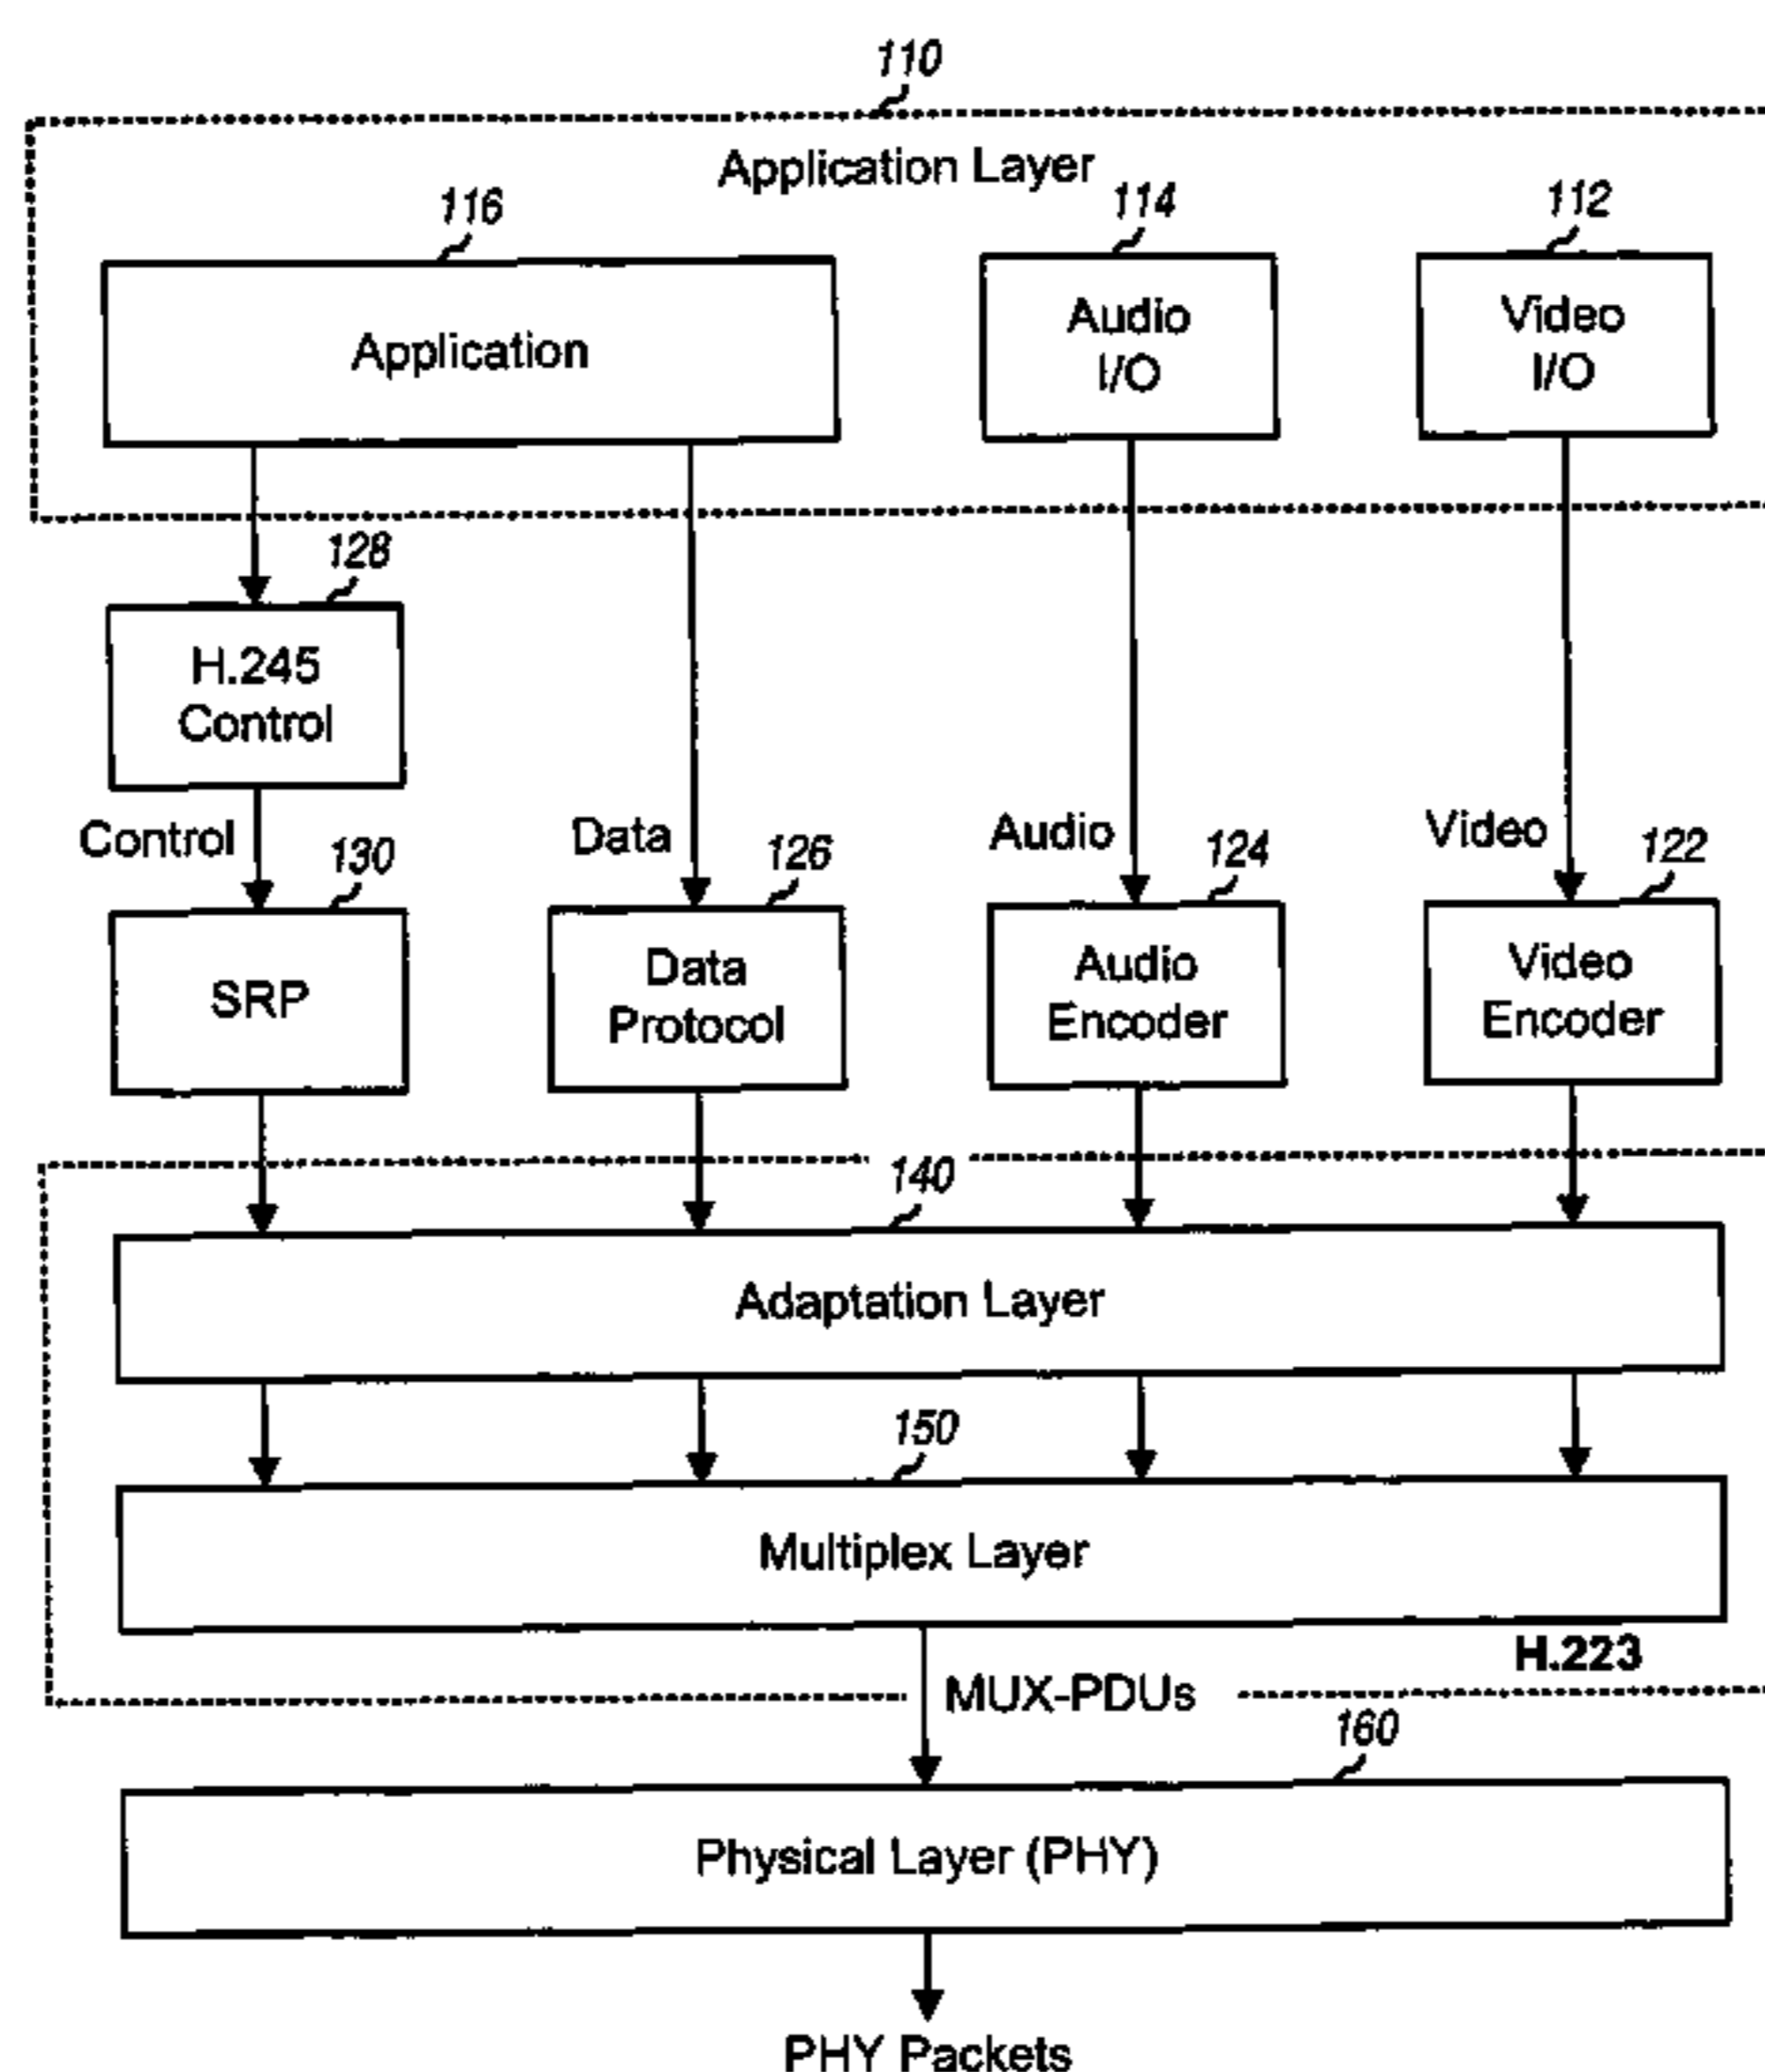 110
Application Layer
116
114
112
Application
Audio
I/O
Video
I/O
128
H.245
Control
Control
130
Data
126
Audio
124
Video
122
SRP
Data
Protocol
Audio
Encoder
Video
Encoder
140
Adaptation Layer
150
Multiplex Layer
H.223
MUX-PDUs
160
Physical Layer (PHY)
PHY Packets